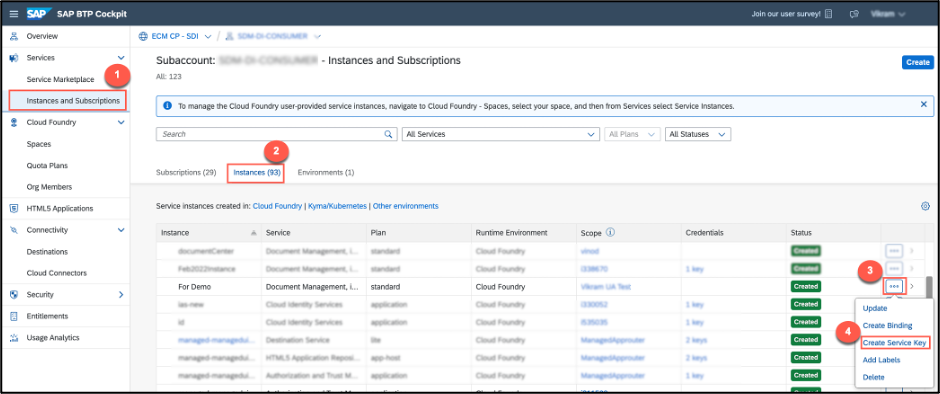 SAP SAP BTP Cockpit
Join our user survey!
Vikram
Overview
Services
Service Marketplace
1
Instances and Subscriptions
Cloud Foundry
Spaces
Quota Plans
Org Members
HTML5 Applications
Connectivity
Destinations
Cloud Connectors
Security
Entitlements
Usage Analytics
ECM CP - SDI / SDM-DI-CONSUMER
Subaccount: SDM-DI-CONSUMER - Instances and Subscriptions
Create
All: 123
To manage the Cloud Foundry user-provided service instances, navigate to Cloud Foundry - Spaces, select your space, and then from Services select Service Instances.
Search All Services All Plans All Statuses
2
Subscriptions (29) Instances (93) Environments (1)
Service instances created in: Cloud Foundry | Kyma/Kubernetes | Other environments
Instance Service Plan Runtime Environment Scope Credentials Status
documentCenter Document Management, i... standard Cloud Foundry vinod Created
Feb2022Instance Document Management, i... standard Cloud Foundry i338670 1 key Created
3
For Demo Document Management, i... standard Cloud Foundry Vikram UA Test Created
ias-new Cloud Identity Services application Cloud Foundry i330052 1 key Created
id Cloud Identity Services application Cloud Foundry I535035 1 key Created
managed-managedui... Destination Service lite Cloud Foundry ManagedApprouter 2 keys Created
managed-managedui... HTML5 Application Reposi... app-host Cloud Foundry ManagedApprouter 2 keys Created
managed-managedui... Authorization and Trust M... application Cloud Foundry ManagedApprouter 2 keys Created
Update
Create Binding
4
Create Service Key
Add Labels
Delete